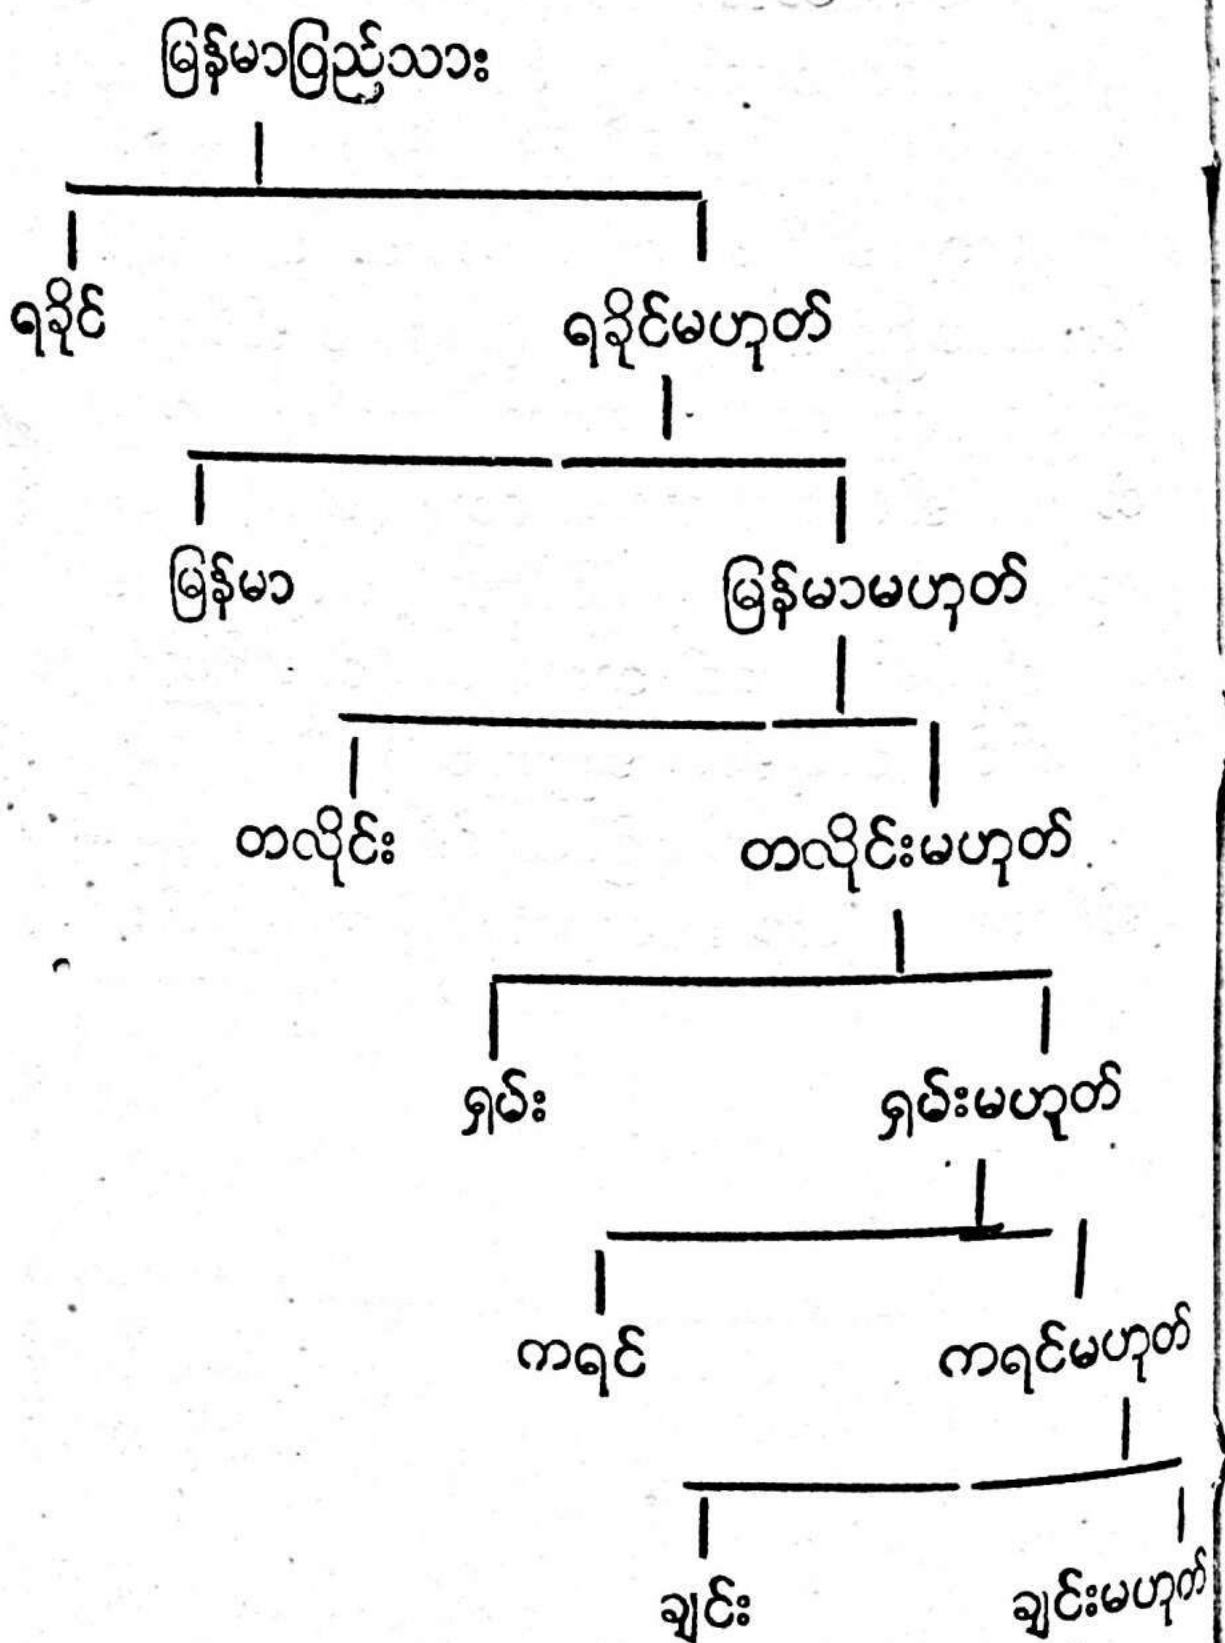 မြန်မာပြည်သား
ရခိုင် ရခိုင်မဟုတ်
မြန်မာ မြန်မာမဟုတ်
တလိုင်း တလိုင်းမဟုတ်
ရှမ်း ရှမ်းမဟုတ်
ကရင် ကရင်မဟုတ်
ချင်း ချင်းမဟုတ်